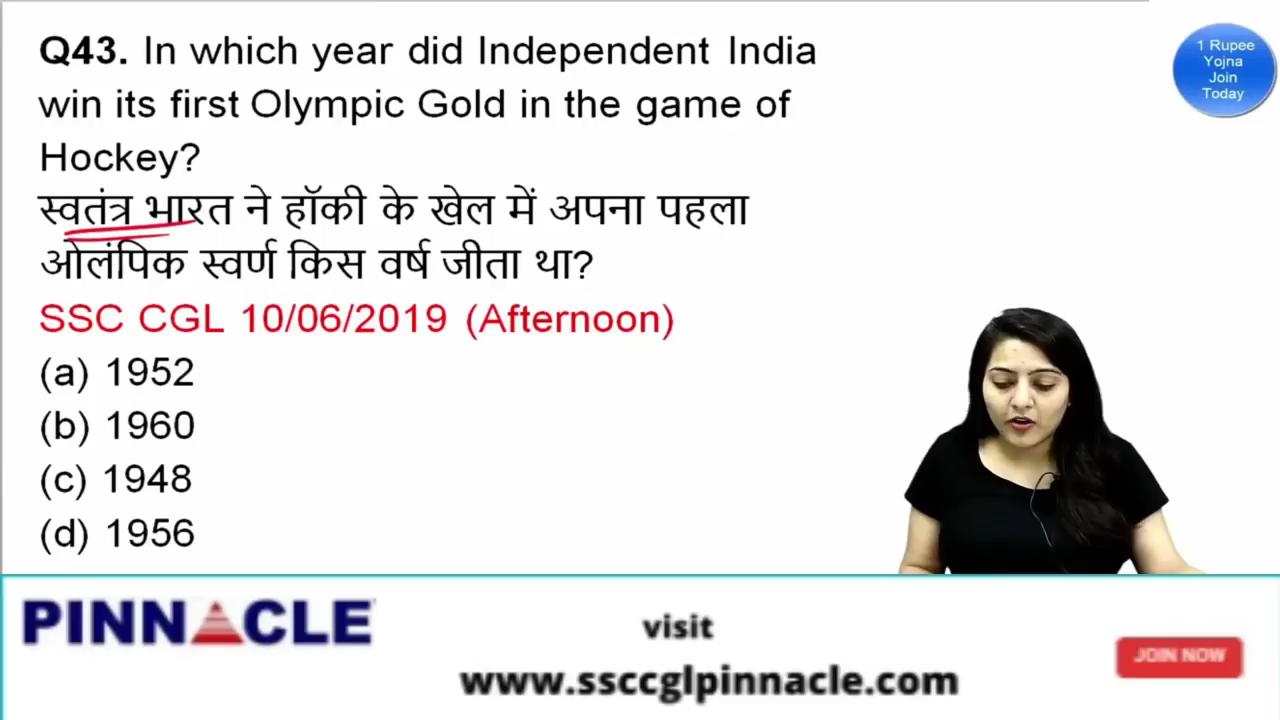 Q43. In which year did Independent India
win its first Olympic Gold in the game of
Hockey?
स्वतंत्र भारत ने हॉकी के खेल में अपना पहला
ओलंपिक स्वर्ण किस वर्ष जीता था?
SSC CGL 10/06/2019 (Afternoon)
(a) 1952
(b) 1960
(c) 1948
(d) 1956
1 Rupee
Yojna
Join
Today
PINNACLE
visit
www.ssccglpinnacle.com
JOIN NOW